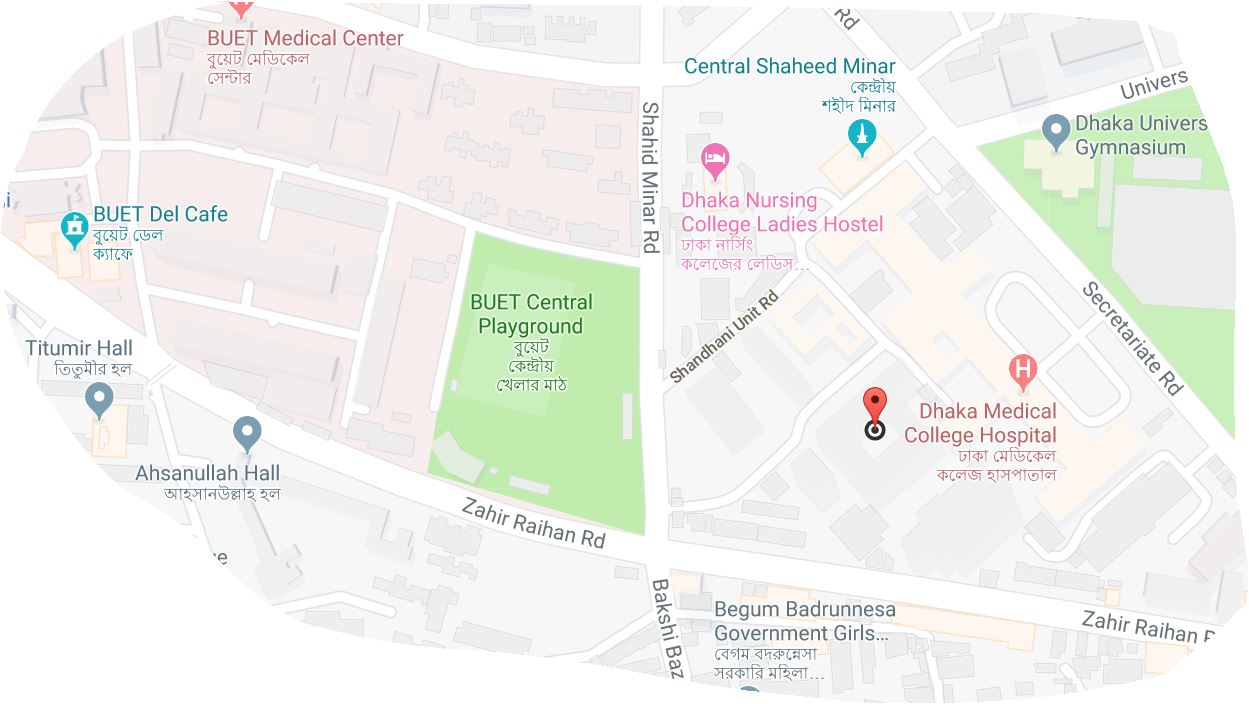 BUET Medical Center
বুয়েট মেডিকেল
সেন্টার
Rd
Central Shaheed Minar
কেন্দ্রীয়
শহীদ মিনার
Univers
Dhaka Univers
Gymnasium
Shahid Minar Rd
Dhaka Nursing
College Ladies Hostel
ঢাকা নার্সিং
কলেজের লেডিস...
BUET Del Cafe
বুয়েট ডেল
ক্যাফে
BUET Central
Playground
বুয়েট
কেন্দ্রীয়
খেলার মাঠ
Shandhani Unit Rd
Secretariate Rd
Titumir Hall
তিতুমীর হল
H
Dhaka Medical
College Hospital
ঢাকা মেডিকেল
কলেজ হাসপাতাল
Ahsanullah Hall
আহসানউল্লাহ হল
Zahir Raihan Rd
Bakshi Baz
Begum Badrunnesa
Government Girls...
বেগম বদরুন্নেসা
সরকারি মহিলা...
Zahir Raihan R